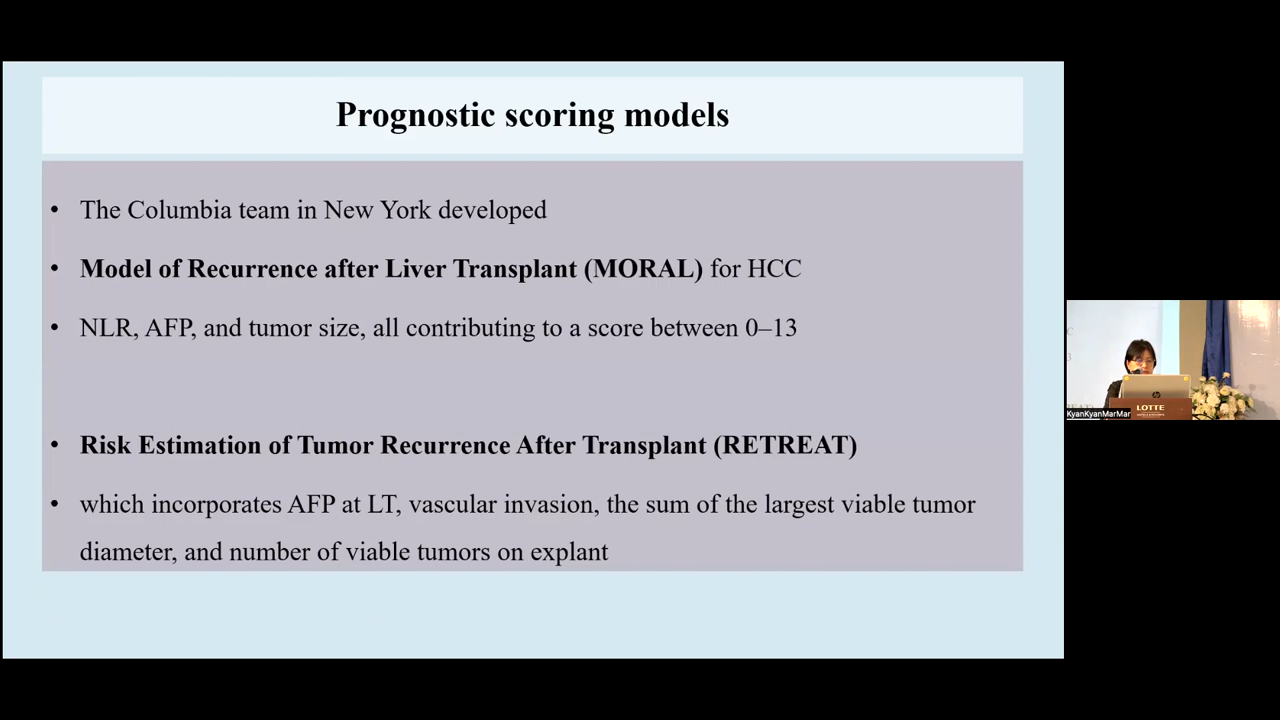 Prognostic scoring models
• The Columbia team in New York developed
• Model of Recurrence after Liver Transplant (MORAL) for HCC
• NLR, AFP, and tumor size, all contributing to a score between 0–13
• Risk Estimation of Tumor Recurrence After Transplant (RETREAT)
• which incorporates AFP at LT, vascular invasion, the sum of the largest viable tumor
diameter, and number of viable tumors on explant
LOTTE
KyanKyanMarMar